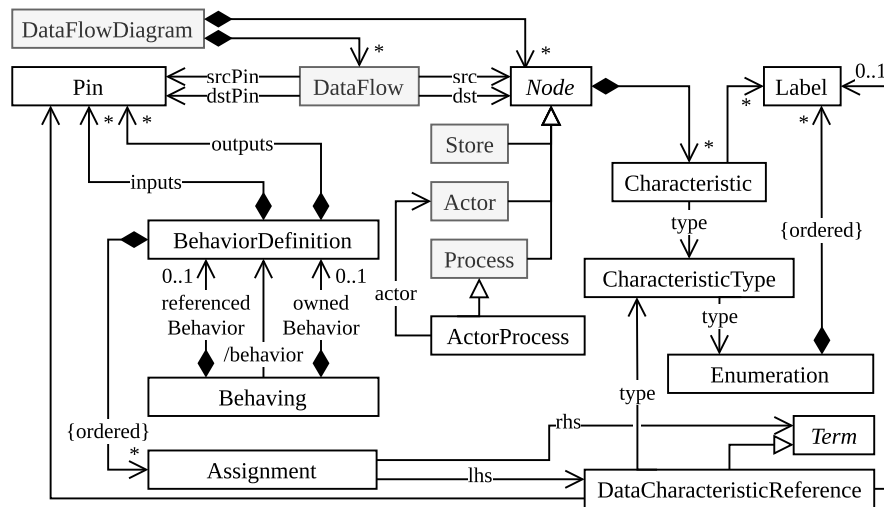 DataFlowDiagram
*
*
Pin
srcPin
dstPin
DataFlow
src
dst
Node
Label
0..1
*
*
*
*
*
outputs
Store
inputs
Characteristic
Actor
type
{ordered}
BehaviorDefinition
Process
CharacteristicType
0..1
0..1
referenced
Behavior
owned
Behavior
actor
type
/behavior
ActorProcess
Enumeration
Behaving
type
{ordered}
*
rhs
Term
Assignment
lhs
DataCharacteristicReference